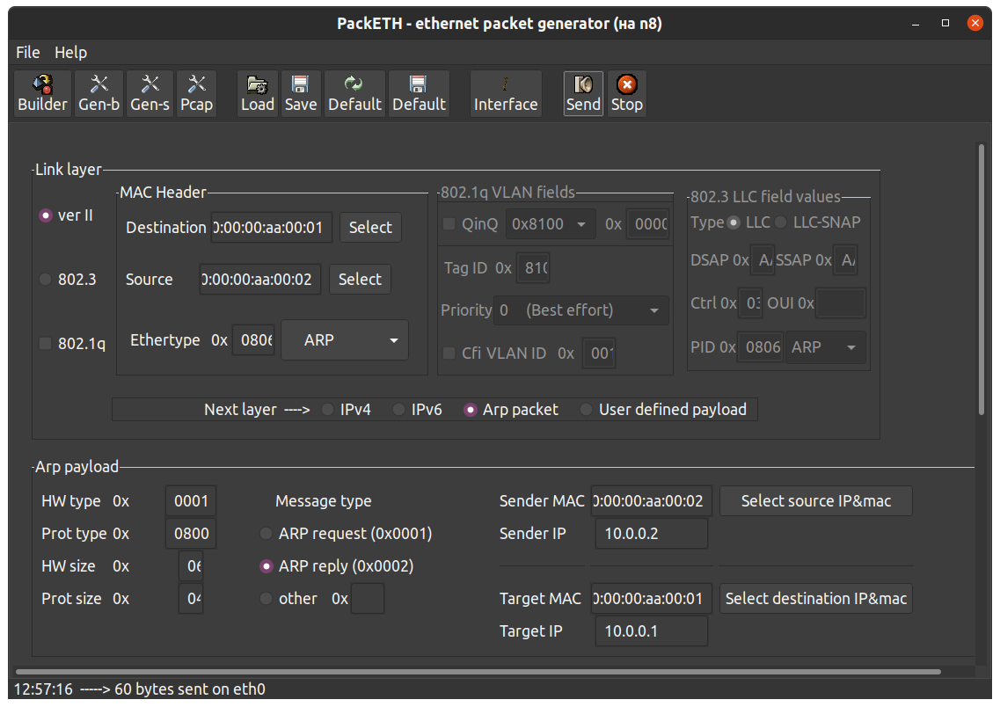 PackETH - ethernet packet generator (на n8)
File Help
Builder Gen-b Gen-s Pcap Load Save Default Default Interface Send Stop
Link layer
ver II
802.3
802.1q
MAC Header
Destination 0:00:00:aa:00:01 Select
Source 0:00:00:aa:00:02 Select
Ethertype 0x 0806 ARP
802.1q VLAN fields
QinQ 0x8100 0x 0000
Tag ID 0x 810
Priority 0 (Best effort)
Cfi VLAN ID 0x 001
802.3 LLC field values
Type LLC LLC-SNAP
DSAP 0x A SSAP 0x A
Ctrl 0x 03 OUI 0x
PID 0x 0806 ARP
Next layer ----> IPv4 IPv6 Arp packet User defined payload
Arp payload
HW type 0x 0001
Prot type 0x 0800
HW size 0x 06
Prot size 0x 04
Message type
ARP request (0x0001)
ARP reply (0x0002)
other 0x
Sender MAC 0:00:00:aa:00:02 Select source IP&mac
Sender IP 10.0.0.2
Target MAC 0:00:00:aa:00:01 Select destination IP&mac
Target IP 10.0.0.1
12:57:16 -----> 60 bytes sent on eth0